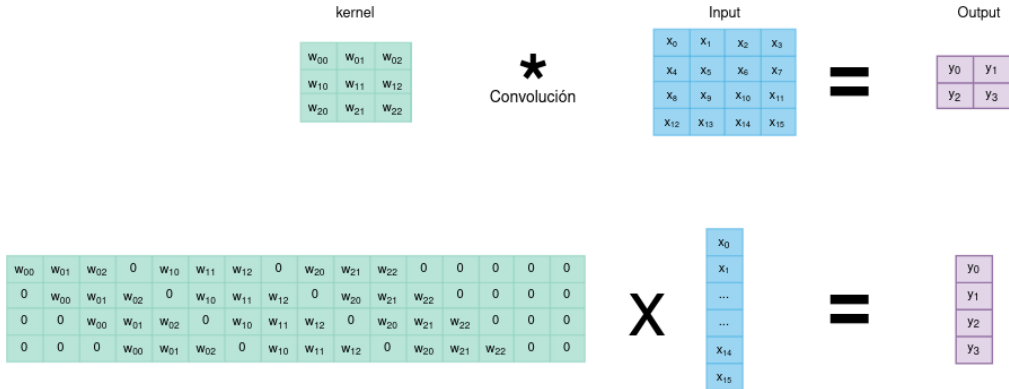 kernel Input Output
w₀₀ w₀₁ w₀₂
w₁₀ w₁₁ w₁₂
w₂₀ w₂₁ w₂₂
*
Convolución
x₀ x₁ x₂ x₃
x₄ x₅ x₆ x₇
x₈ x₉ x₁₀ x₁₁
x₁₂ x₁₃ x₁₄ x₁₅
=
y₀ y₁
y₂ y₃
w₀₀ w₀₁ w₀₂ 0 w₁₀ w₁₁ w₁₂ 0 w₂₀ w₂₁ w₂₂ 0 0 0 0 0
0 w₀₀ w₀₁ w₀₂ 0 w₁₀ w₁₁ w₁₂ 0 w₂₀ w₂₁ w₂₂ 0 0 0 0
0 0 w₀₀ w₀₁ w₀₂ 0 w₁₀ w₁₁ w₁₂ 0 w₂₀ w₂₁ w₂₂ 0 0 0
0 0 0 w₀₀ w₀₁ w₀₂ 0 w₁₀ w₁₁ w₁₂ 0 w₂₀ w₂₁ w₂₂ 0 0
X
x₀
x₁
...
...
x₁₄
x₁₅
=
y₀
y₁
y₂
y₃